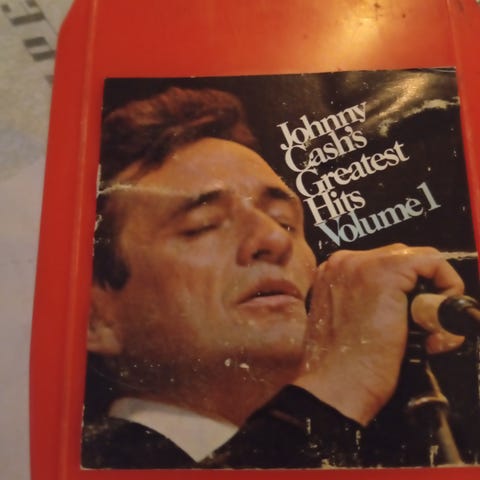 Johnny
Cash's
Greatest
Hits
Volume 1